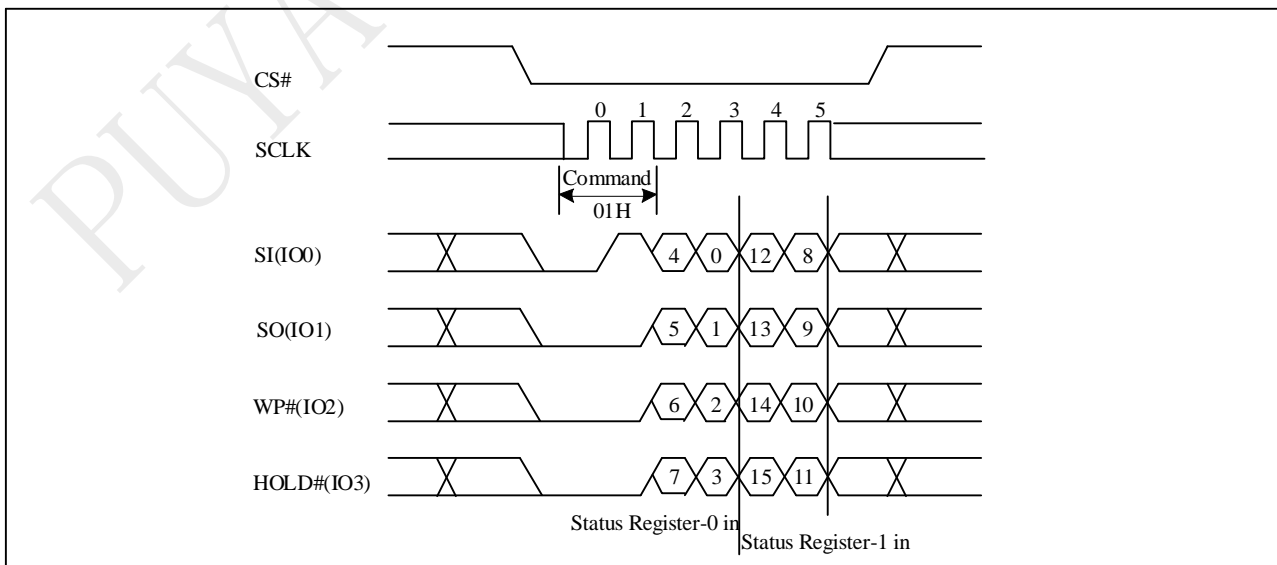 PUYA
CS#
0 1 2 3 4 5
SCLK
Command
01H
SI(IO0) 4 0 12 8
SO(IO1) 5 1 13 9
WP#(IO2) 6 2 14 10
HOLD#(IO3) 7 3 15 11
Status Register-0 in
Status Register-1 in